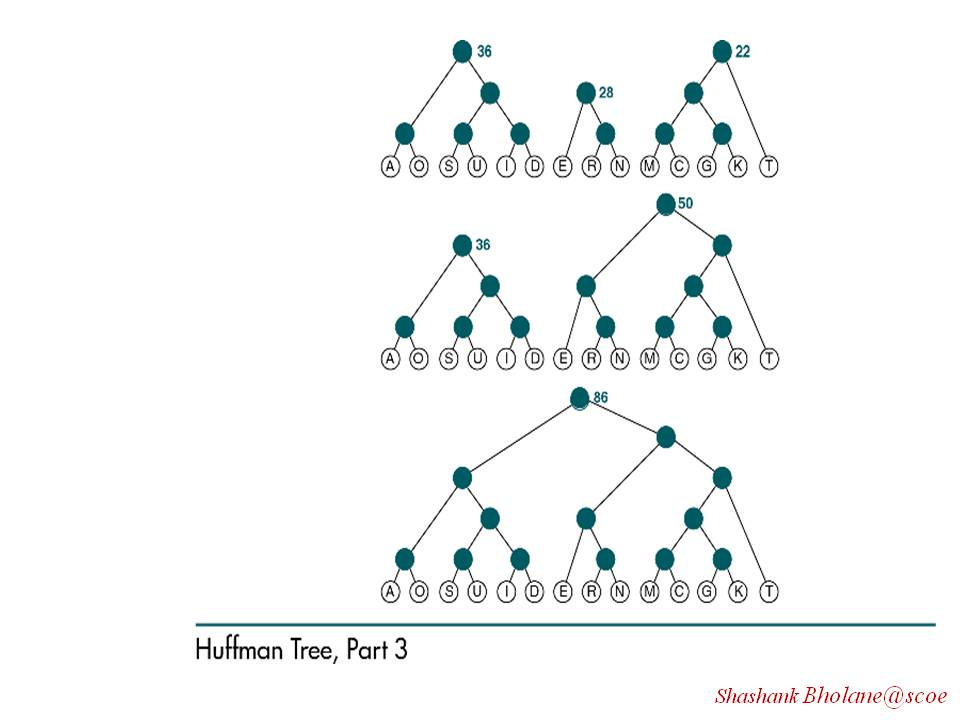 36 28 22
A O S U I D E R N M C G K T
50
36
A O S U I D E R N M C G K T
86
A O S U I D E R N M C G K T
Huffman Tree, Part 3
Shashank Bholane@scoe